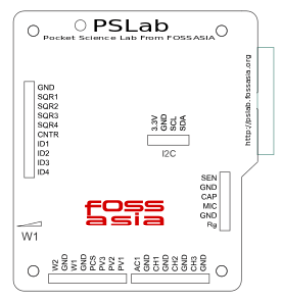 PSLab
Pocket Science Lab From FOSSASIA
http://pslab.fossasia.org
GND
SQR1
SQR2
SQR3
SQR4
CNTR
ID1
ID2
ID3
ID4
3.3V
GND
SCL
SDA
I2C
SEN
GND
CAP
MIC
GND
Rg
FOSS
asia
W1
W2
GND
W1
GND
PCS
PV3
PV2
PV1
AC1
GND
CH1
GND
CH2
GND
CH3
GND